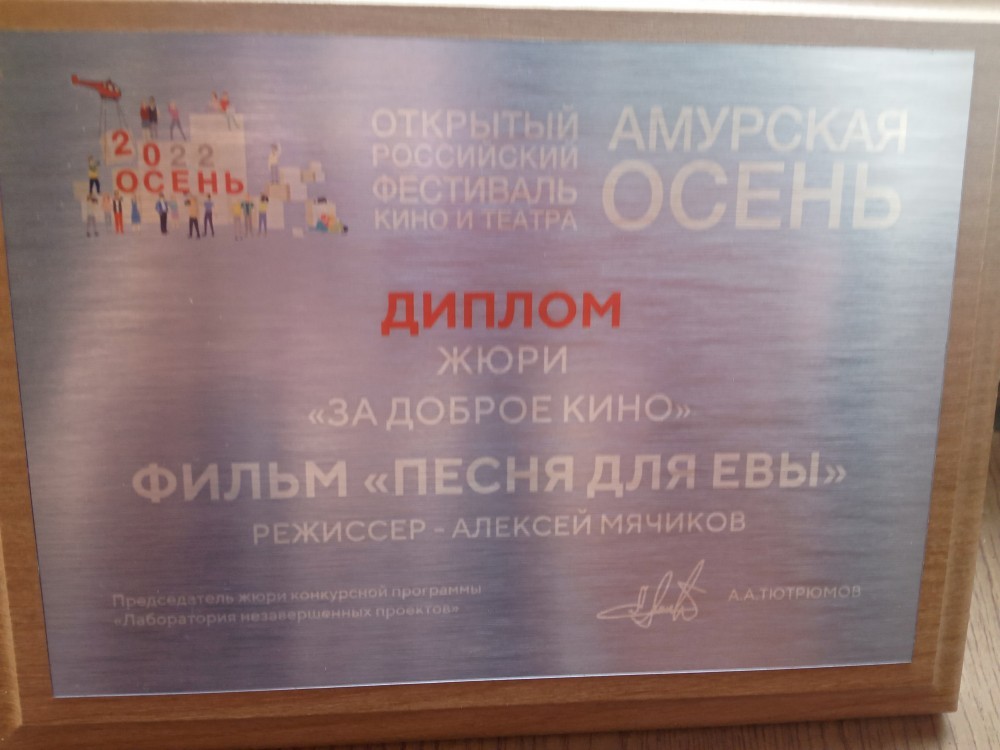 2022
ОСЕНЬ
ОТКРЫТЫЙ
РОССИЙСКИЙ
ФЕСТИВАЛЬ
КИНО И ТЕАТРА
АМУРСКАЯ
ОСЕНЬ
ДИПЛОМ
ЖЮРИ
«ЗА ДОБРОЕ КИНО»
ФИЛЬМ «ПЕСНЯ ДЛЯ ЕВЫ»
РЕЖИССЕР - АЛЕКСЕЙ МЯЧИКОВ
Председатель жюри конкурсной программы
«Лаборатория незавершенных проектов»
А.А.ТЮТРЮМОВ